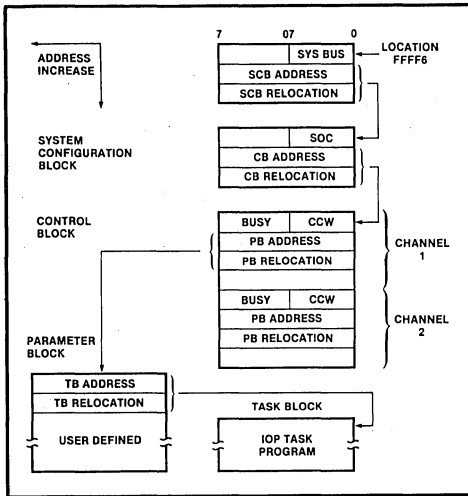 7 07 0
SYS BUS
LOCATION
FFFF6
ADDRESS
INCREASE
SCB ADDRESS
SCB RELOCATION
SYSTEM
CONFIGURATION
BLOCK
SOC
CB ADDRESS
CB RELOCATION
CONTROL
BLOCK
BUSY CCW
PB ADDRESS
PB RELOCATION
CHANNEL
1
BUSY CCW
PB ADDRESS
PB RELOCATION
CHANNEL
2
PARAMETER
BLOCK
TB ADDRESS
TB RELOCATION
USER DEFINED
TASK BLOCK
IOP TASK
PROGRAM